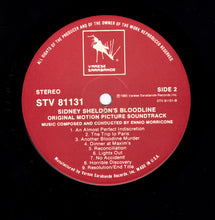 ALL RIGHTS OF THE PRODUCER AND OF THE OWNER OF THE WORK REPRODUCED RESERVED
VARESE
SARABANDE
STEREO
SIDE 2
STV 81131
℗ 1980 Varese Sarabande Records, Inc.
STV 81131-B
SIDNEY SHELDON'S BLOODLINE
ORIGINAL MOTION PICTURE SOUNDTRACK
MUSIC COMPOSED AND CONDUCTED BY ENNIO MORRICONE
1. An Almost Perfect Indiscretion
2. The Trip to Paris
3. Another Bloodline Murder
4. Dinner at Maxim's
5. Reconciliation
6. Lights Out
7. No Accident
8. Horrible Discovery
9. Resolution/End Title
Manufactured by Varese Sarabande Records, Inc.
MADE IN U.S.A.